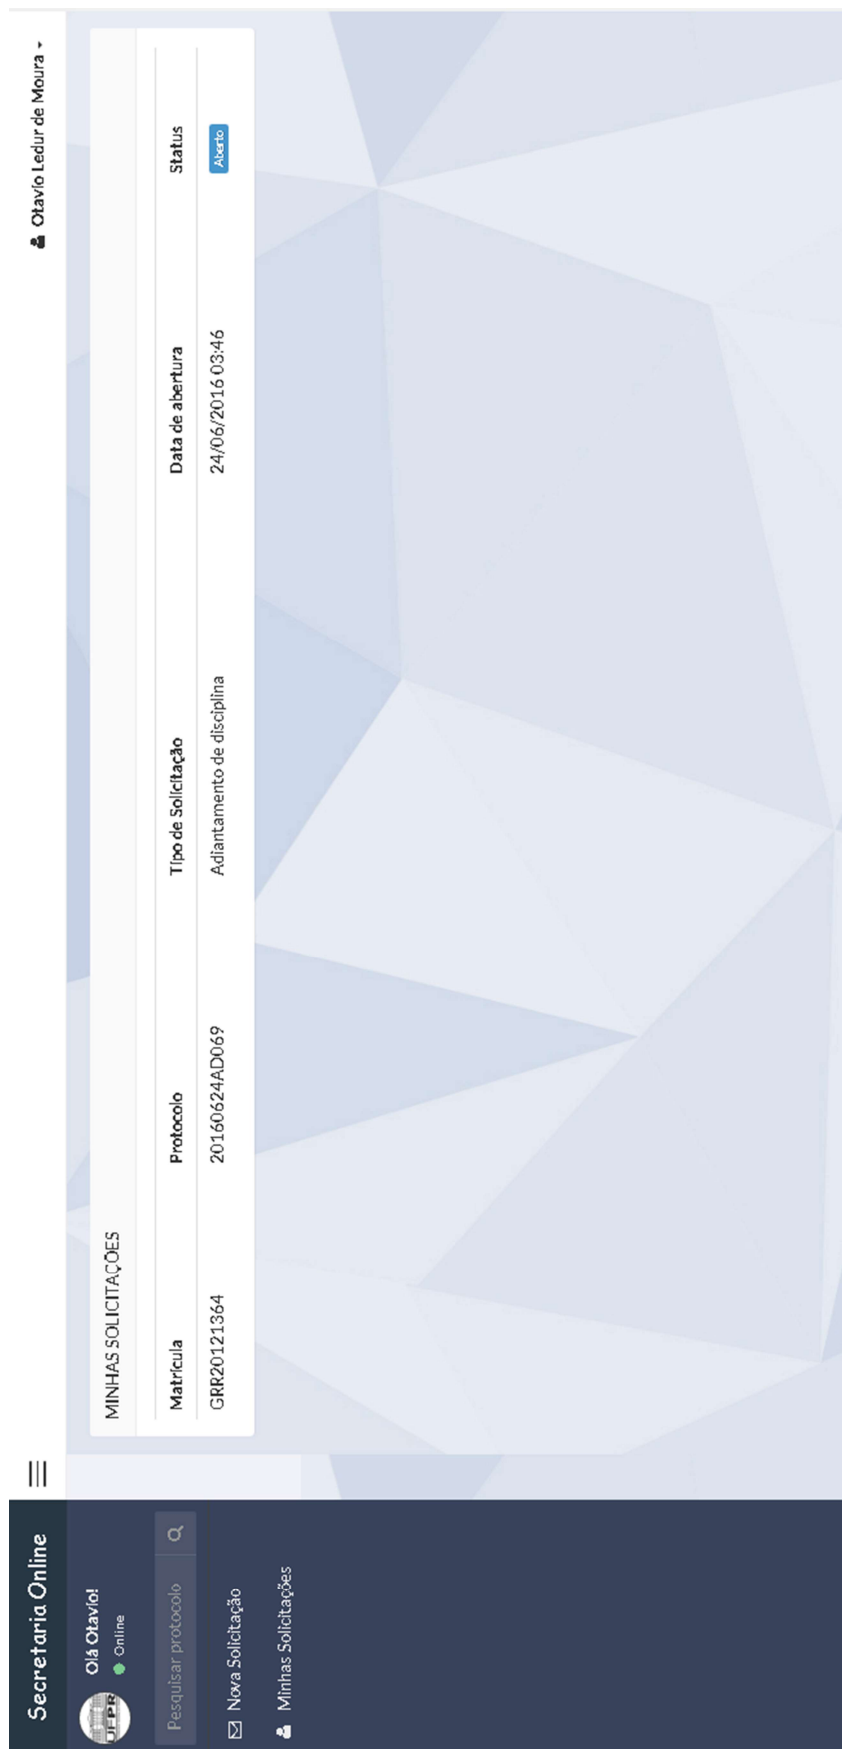 Secretaria Online
Otavio Ledur de Moura
UFPR
Olá Otavio!
Online
Pesquisar protocolo
Nova Solicitação
Minhas Solicitações
MINHAS SOLICITAÇÕES
Matrícula Protocolo Tipo de Solicitação Data de abertura Status
GRR20121364 20160624AD069 Adiantamento de disciplina 24/06/2016 03:46 Aberto